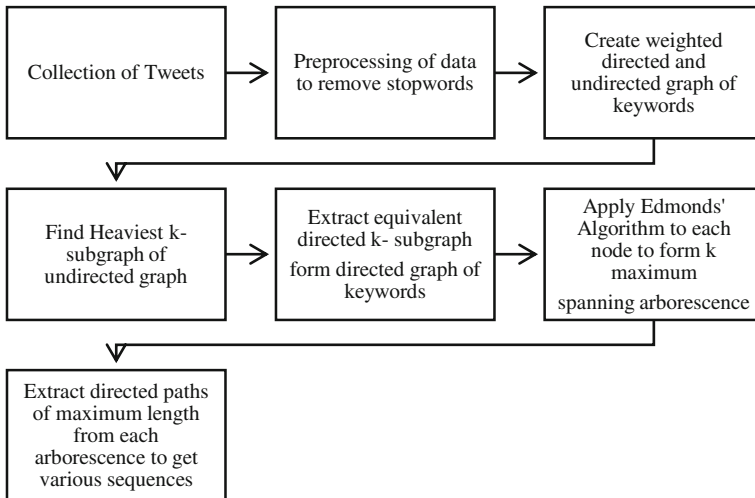 Collection of Tweets
Preprocessing of data
to remove stopwords
Create weighted
directed and
undirected graph of
keywords
Find Heaviest k-
subgraph of
undirected graph
Extract equivalent
directed k- subgraph
form directed graph of
keywords
Apply Edmonds'
Algorithm to each
node to form k
maximum
spanning arborescence
Extract directed paths
of maximum length
from each
arborescence to get
various sequences